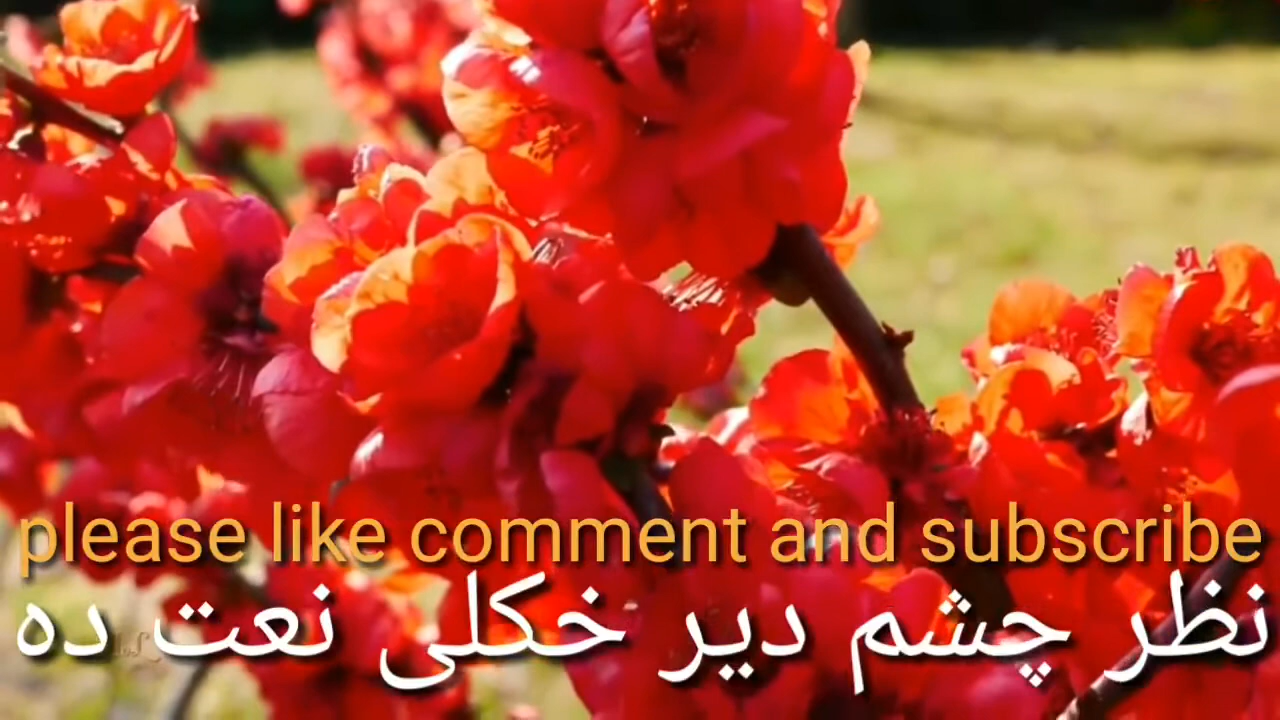 please like comment and subscribe
نظر چشم دیر خکلی نعت ده